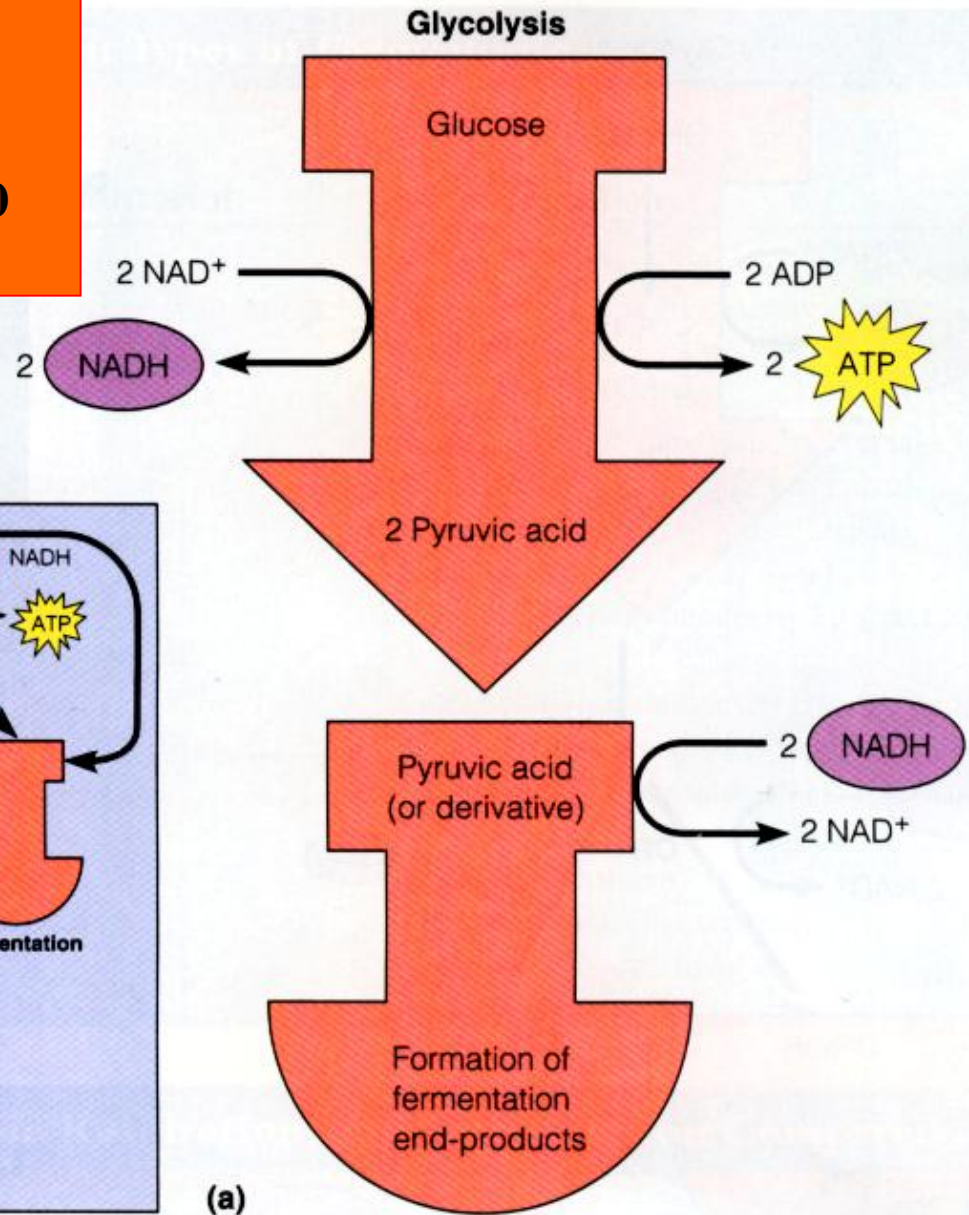 Glycolysis
Glucose
2 NAD⁺
2 ADP
2 NADH
2 ATP
2 Pyruvic acid
NADH
ATP
2 NADH
Pyruvic acid
(or derivative)
2 NAD⁺
entation
Formation of
fermentation
end-products
(a)